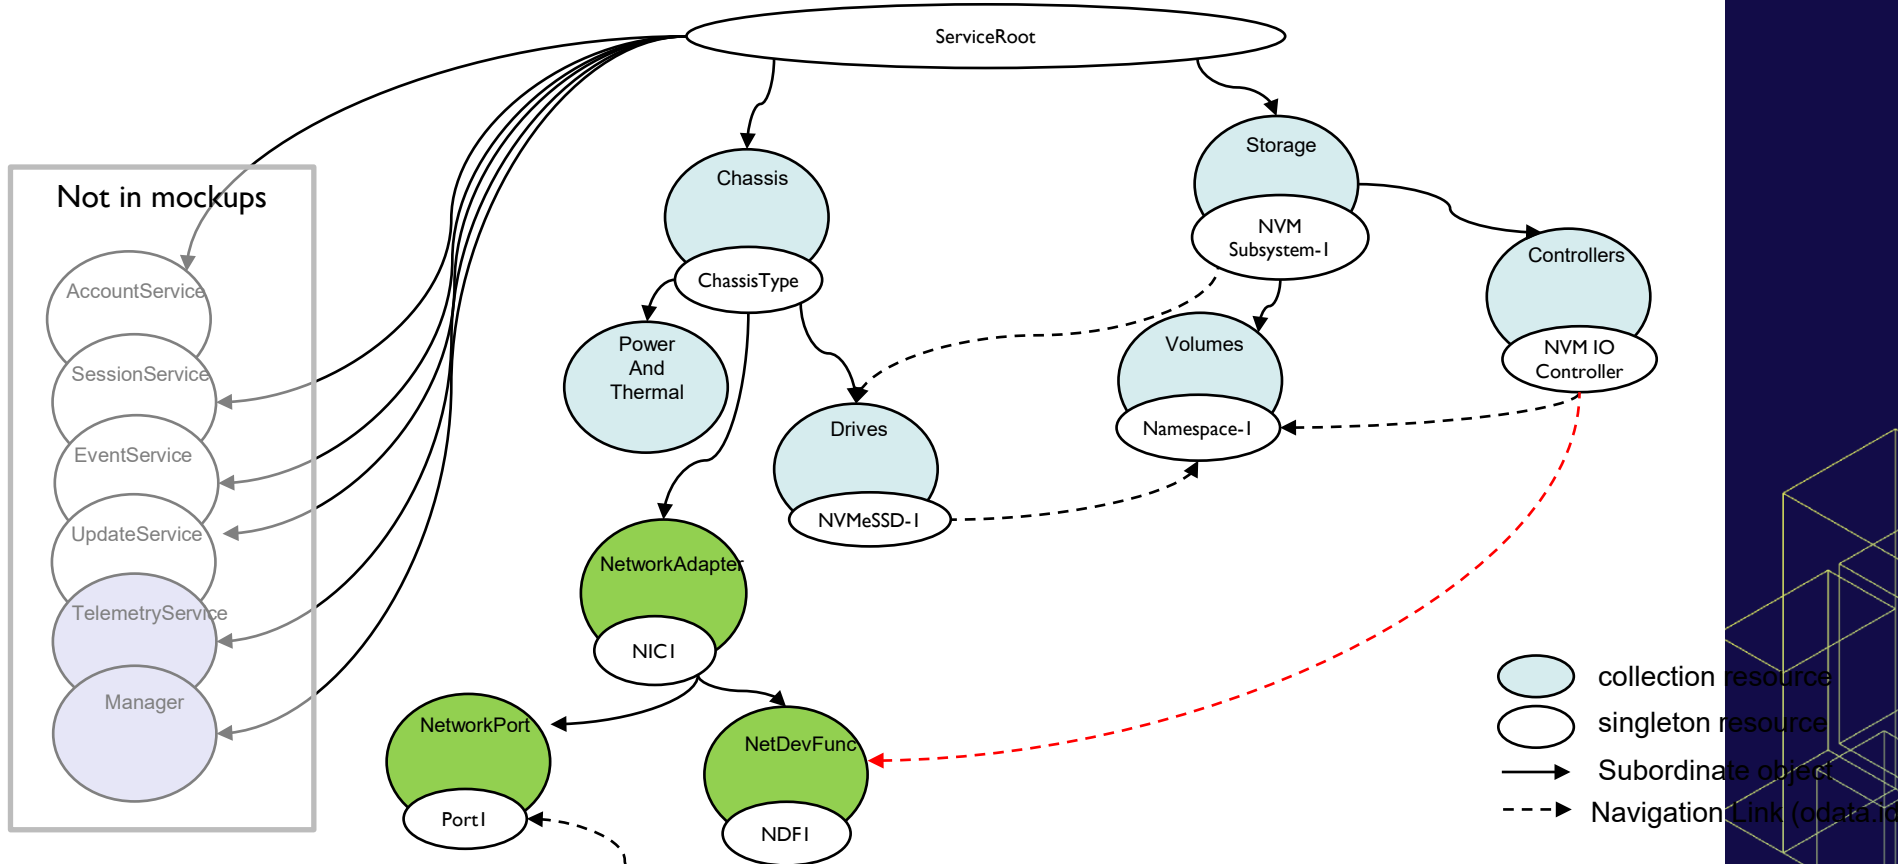 ServiceRoot
Not in mockups
AccountService
SessionService
EventService
UpdateService
TelemetryService
Manager
Chassis
ChassisType
Power
And
Thermal
Drives
NVMeSSD-1
Storage
NVM
Subsystem-1
Volumes
Namespace-1
Controllers
NVM IO
Controller
NetworkAdapter
NIC1
NetworkPort
Port1
NetDevFunc
NDF1
collection resource
singleton resource
Subordinate object
Navigation Link (odata.id